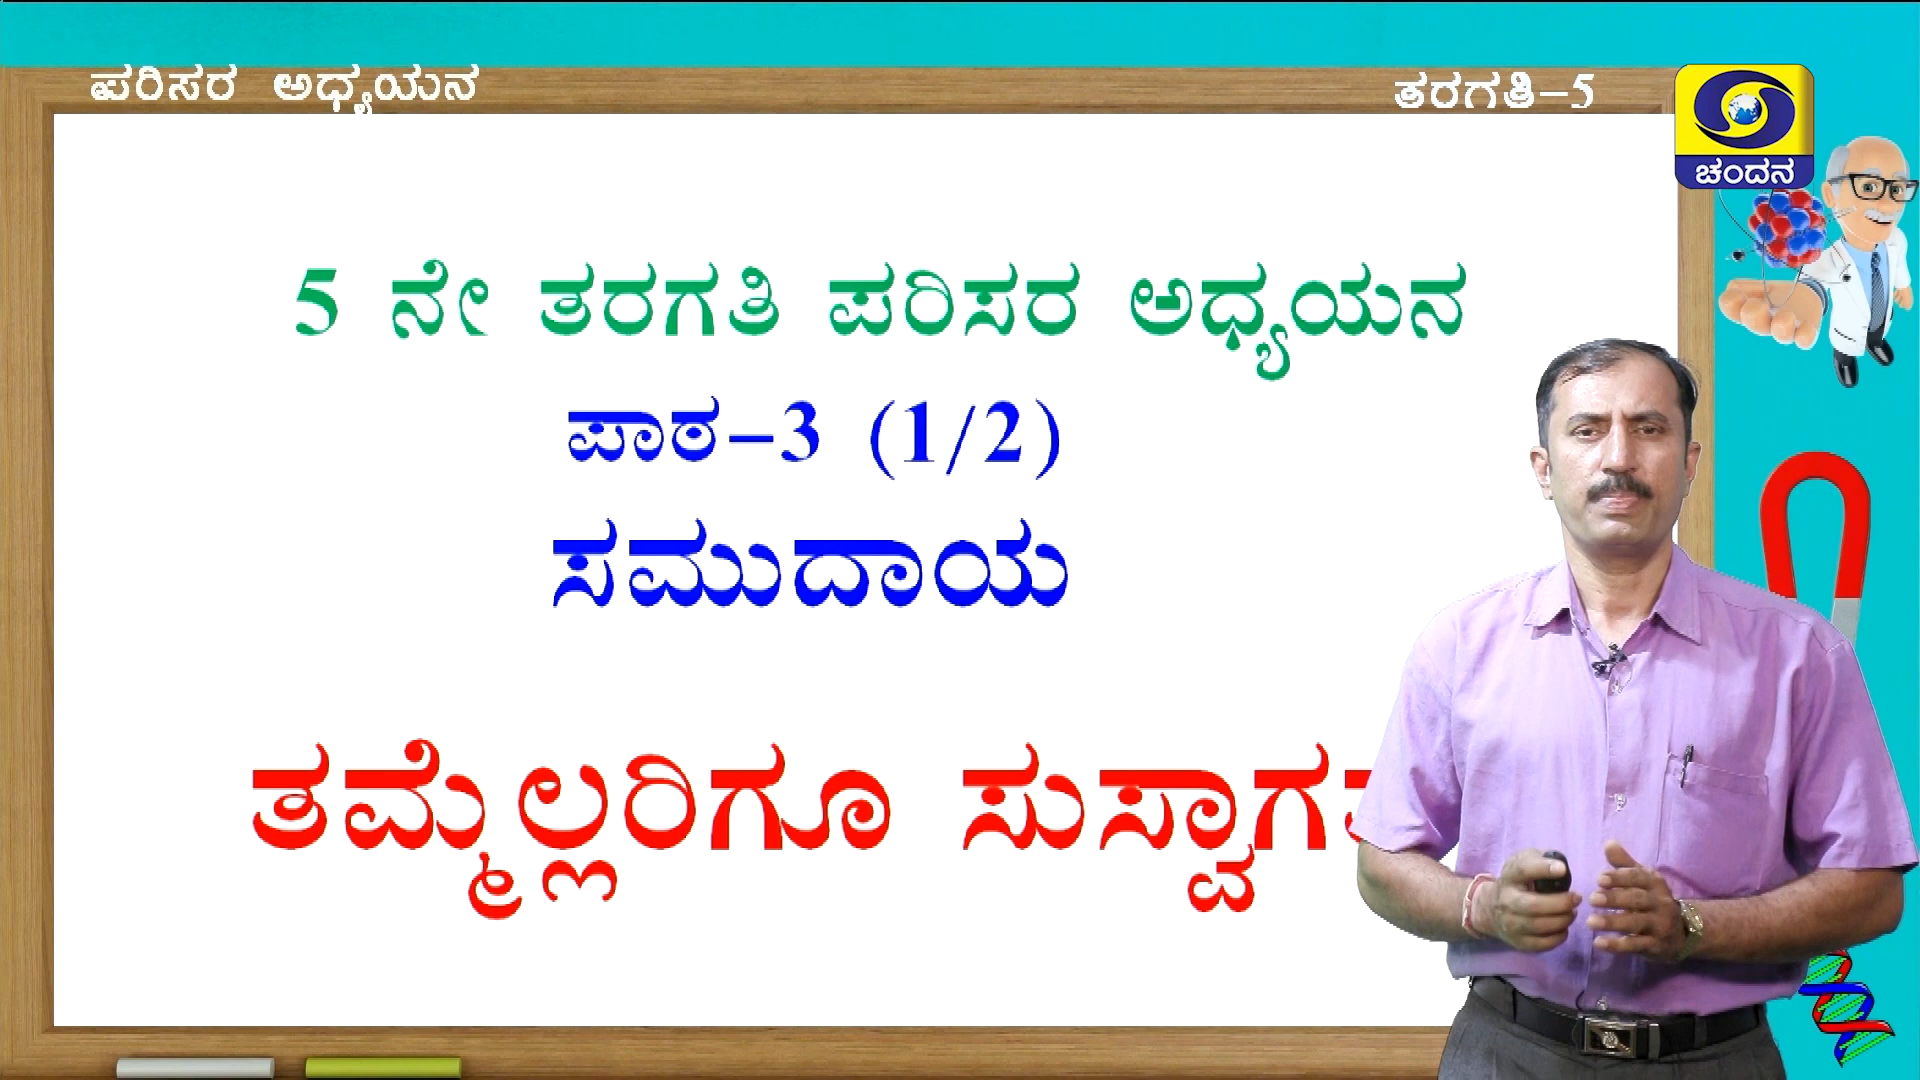 ಪರಿಸರ ಅಧ್ಯಯನ
ತರಗತಿ-5
ಚಂದನ
5 ನೇ ತರಗತಿ ಪರಿಸರ ಅಧ್ಯಯನ
ಪಾಠ-3 (1/2)
ಸಮುದಾಯ
ತಮ್ಮೆಲ್ಲರಿಗೂ